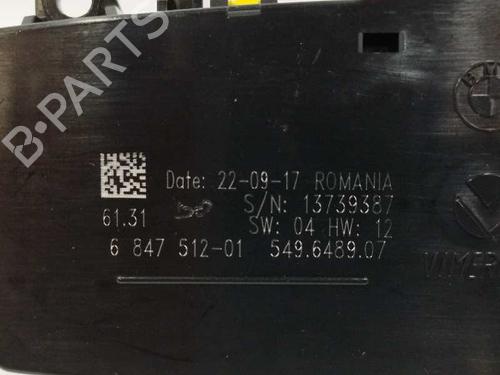 B-PARTS
BMW
Date: 22-09-17 ROMANIA
S/N: 13739387
61.31
SW: 04 HW: 12
6 847 512-01 549.6489.07